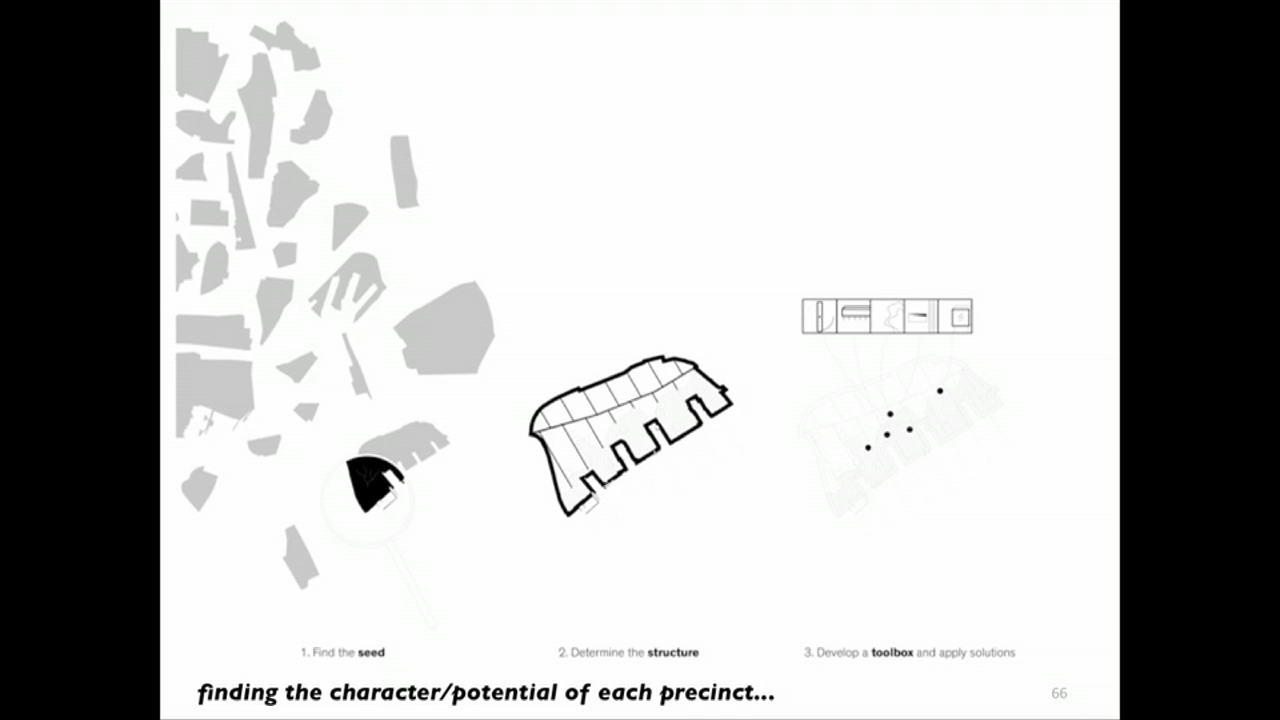 1. Find the seed
2. Determine the structure
3. Develop a toolbox and apply solutions
finding the character/potential of each precinct...
66